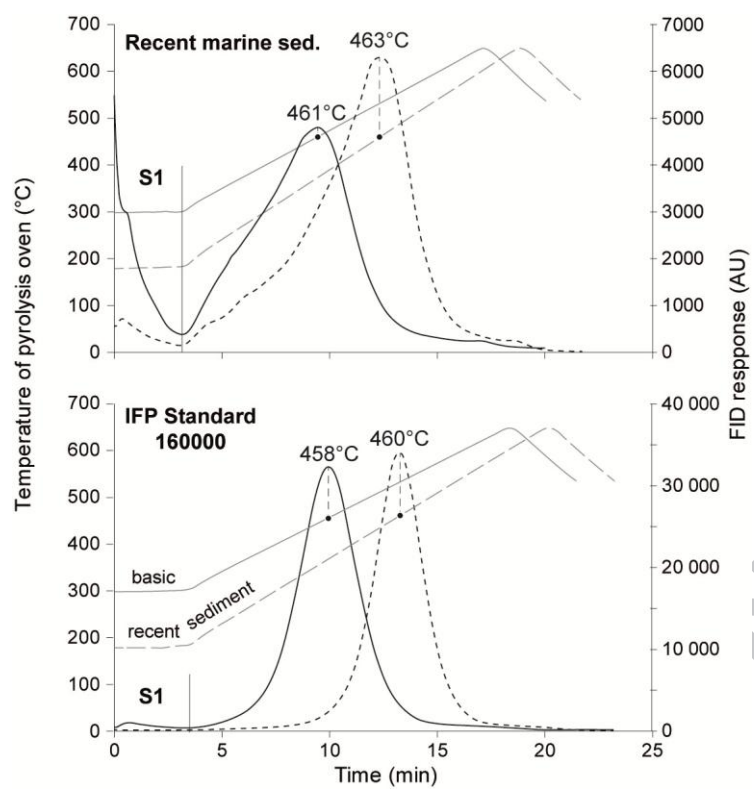 Temperature of pyrolysis oven (°C)
700
600
500
400
300
200
100
0
Recent marine sed.
461°C
463°C
S1
7000
6000
5000
4000
3000
2000
1000
0
FID respponse (AU)
700
600
500
400
300
200
100
0
IFP Standard
160000
458°C
460°C
basic
recent sediment
S1
40 000
30 000
20 000
10 000
0
0 5 10 15 20 25
Time (min)